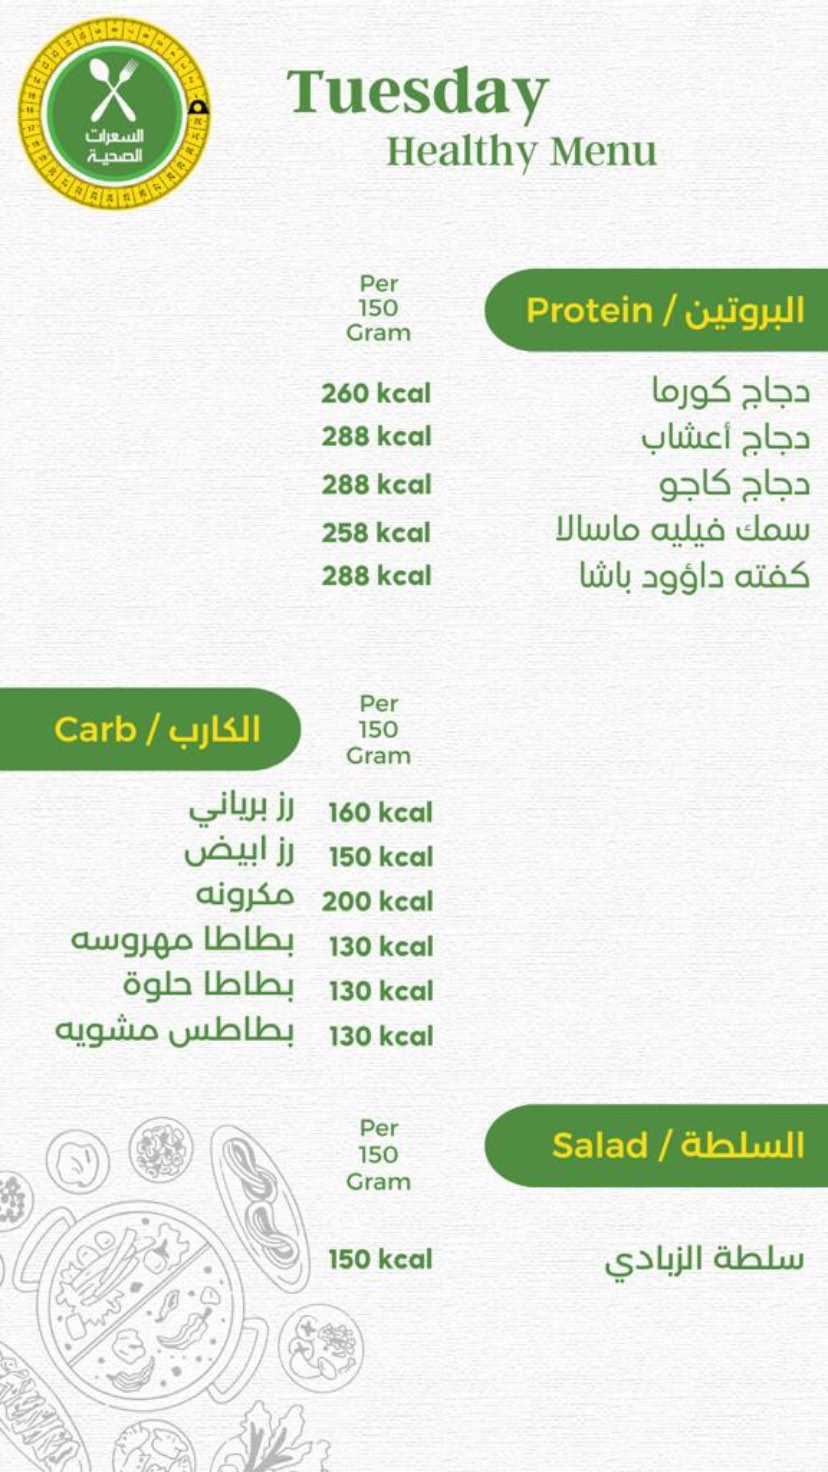 السعرات
الصحية
Tuesday
Healthy Menu
البروتين / Protein
Per
150
Gram
دجاج كورما 260 kcal
دجاج أعشاب 288 kcal
دجاج كاجو 288 kcal
سمك فيليه ماسالا 258 kcal
كفته داؤود باشا 288 kcal
الكارب / Carb
Per
150
Gram
رز برياني 160 kcal
رز ابيض 150 kcal
مكرونه 200 kcal
بطاطا مهروسه 130 kcal
بطاطا حلوة 130 kcal
بطاطس مشويه 130 kcal
السلطة / Salad
Per
150
Gram
سلطة الزبادي 150 kcal